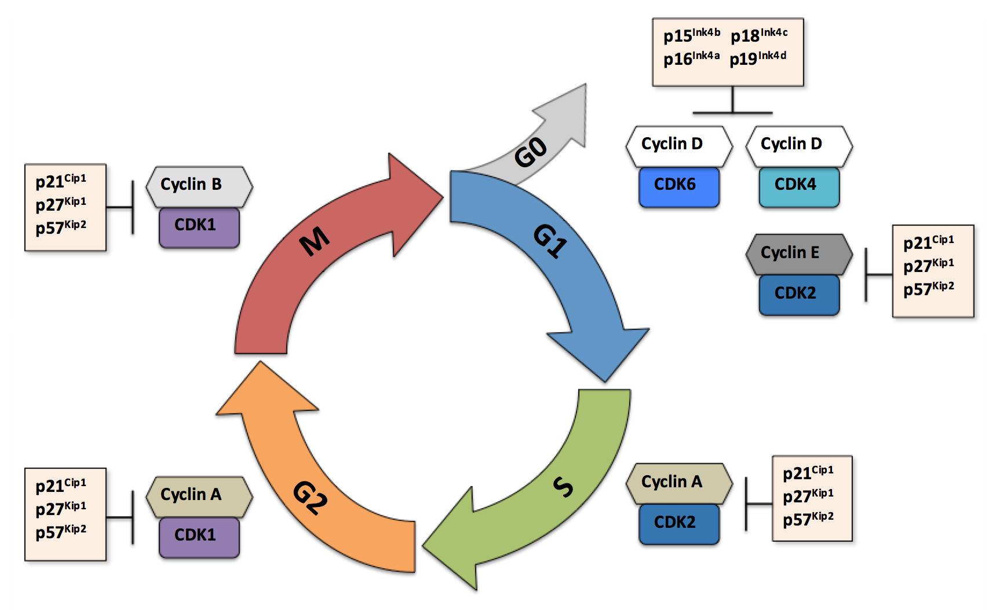 p15Ink4b p18Ink4c
p16Ink4a p19Ink4d
Cyclin D
CDK6
Cyclin D
CDK4
G0
p21Cip1
p27Kip1
p57Kip2
Cyclin B
CDK1
M
G1
Cyclin E
CDK2
p21Cip1
p27Kip1
p57Kip2
p21Cip1
p27Kip1
p57Kip2
Cyclin A
CDK1
G2
S
Cyclin A
CDK2
p21Cip1
p27Kip1
p57Kip2